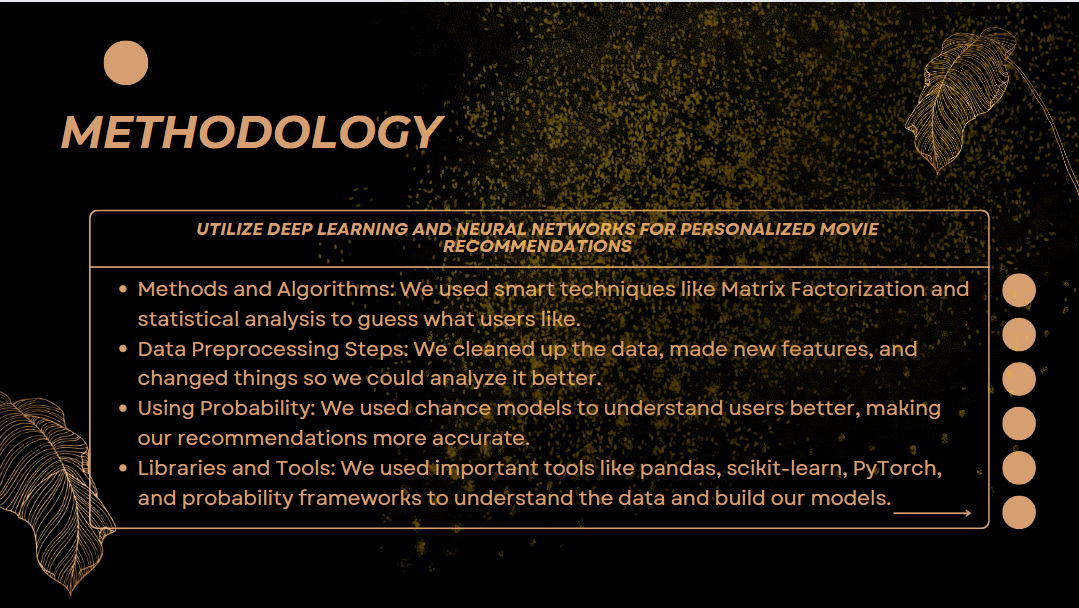 METHODOLOGY
UTILIZE DEEP LEARNING AND NEURAL NETWORKS FOR PERSONALIZED MOVIE
RECOMMENDATIONS
• Methods and Algorithms: We used smart techniques like Matrix Factorization and
statistical analysis to guess what users like.
• Data Preprocessing Steps: We cleaned up the data, made new features, and
changed things so we could analyze it better.
• Using Probability: We used chance models to understand users better, making
our recommendations more accurate.
• Libraries and Tools: We used important tools like pandas, scikit-learn, PyTorch,
and probability frameworks to understand the data and build our models.